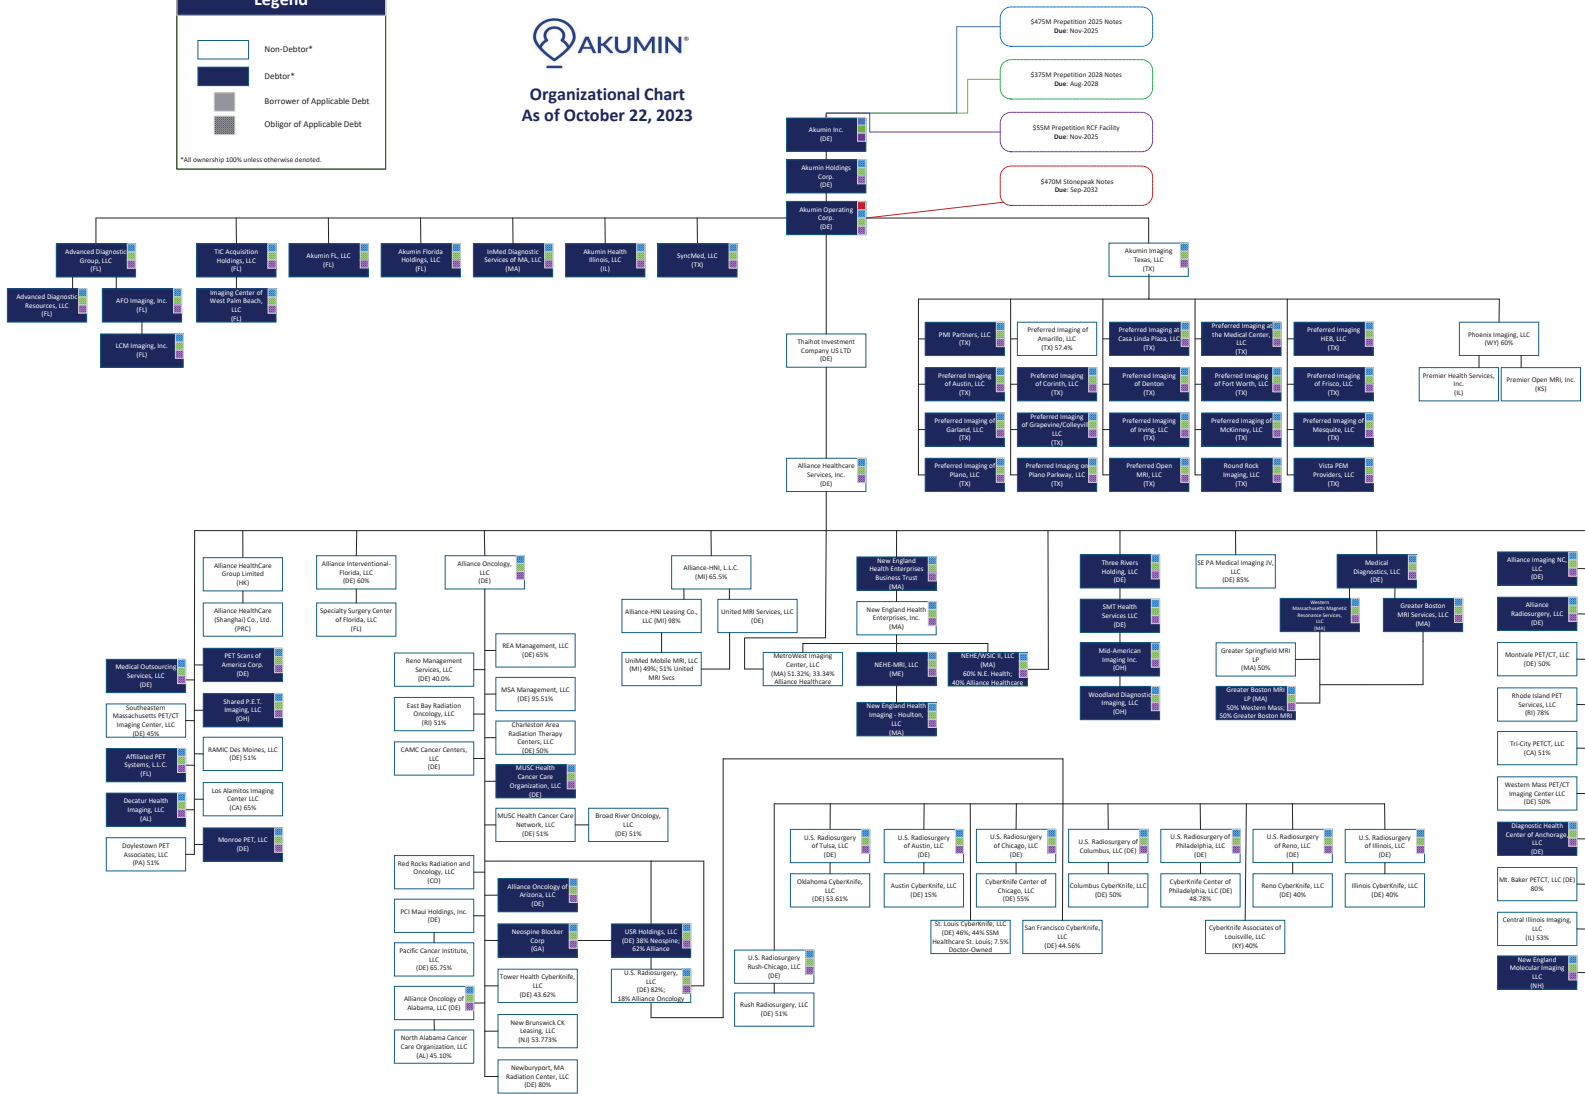 Legend
Non-Debtor*
Debtor*
Borrower of Applicable Debt
Obligor of Applicable Debt
*All ownership 100% unless otherwise denoted.
AKUMIN®
Organizational Chart
As of October 22, 2023
$475M Prepetition 2025 Notes
Due: Nov-2025
$375M Prepetition 2028 Notes
Due: Aug-2028
$55M Prepetition RCF Facility
Due: Nov-2025
$470M Stonepeak Notes
Due: Sep-2032
Akumin Inc.
(DE)
Akumin Holdings
Corp.
(DE)
Akumin Operating
Corp.
(DE)
Advanced Diagnostic
Group, LLC
(FL)
TIC Acquisition
Holdings, LLC
(FL)
Akumin FL, LLC
(FL)
Akumin Florida
Holdings, LLC
(FL)
InMed Diagnostic
Services of MA, LLC
(MA)
Akumin Health
Illinois, LLC
(IL)
SyncMed, LLC
(TX)
Akumin Imaging
Texas, LLC
(TX)
Advanced Diagnostic
Resources, LLC
(FL)
AFO Imaging, Inc.
(FL)
Imaging Center of
West Palm Beach,
LLC
(FL)
LCM Imaging, Inc.
(FL)
Thaihot Investment
Company US LTD
(DE)
PMI Partners, LLC
(TX)
Preferred Imaging of
Amarillo, LLC
(TX) 57.4%
Preferred Imaging at
Casa Linda Plaza, LLC
(TX)
Preferred Imaging at
the Medical Center,
LLC
(TX)
Preferred Imaging
HEB, LLC
(TX)
Phoenix Imaging, LLC
(WY) 60%
Preferred Imaging
of Austin, LLC
(TX)
Preferred Imaging
of Corinth, LLC
(TX)
Preferred Imaging
of Denton
(TX)
Preferred Imaging
of Fort Worth, LLC
(TX)
Preferred Imaging
of Frisco, LLC
(TX)
Premier Health Services,
Inc.
(IL)
Premier Open MRI, Inc.
(KS)
Preferred Imaging of
Garland, LLC
(TX)
Preferred Imaging
of Grapevine/Colleyvill
LLC
(TX)
Preferred Imaging
of Irving, LLC
(TX)
Preferred Imaging of
McKinney, LLC
(TX)
Preferred Imaging of
Mesquite, LLC
(TX)
Alliance Healthcare
Services, Inc.
(DE)
Preferred Imaging of
Plano, LLC
(TX)
Preferred Imaging on
Plano Parkway, LLC
(TX)
Preferred Open
MRI, LLC
(TX)
Round Rock
Imaging, LLC
(TX)
Vista PEM
Providers, LLC
(TX)
Alliance HealthCare
Group Limited
(HK)
Alliance HealthCare
(Shanghai) Co., Ltd.
(PRC)
Alliance Interventional-
Florida, LLC
(DE) 60%
Specialty Surgery Center
of Florida, LLC
(FL)
Alliance Oncology,
LLC
(DE)
Alliance-HNI, L.L.C.
(MI) 65.5%
Alliance-HNI Leasing Co.,
LLC (MI) 98%
United MRI Services, LLC
(DE)
UniMed Mobile MRI, LLC
(MI) 49%; 51% United
MRI Svcs
New England
Health Enterprises
Business Trust
(MA)
New England Health
Enterprises, Inc.
(MA)
MetroWest Imaging
Center, LLC
(MA) 51.32%; 33.34%
Alliance Healthcare
NEHE-MRI, LLC
(ME)
NEHE/WSIC II, LLC
(MA)
60% N.E. Health;
40% Alliance Healthcare
New England Health
Imaging - Houlton,
LLC
(MA)
Three Rivers
Holding, LLC
(DE)
SMT Health
Services LLC
(DE)
Mid-American
Imaging Inc.
(OH)
Woodland Diagnostic
Imaging, LLC
(OH)
SE PA Medical Imaging JV,
LLC
(DE) 85%
Medical
Diagnostics, LLC
(DE)
Western
Massachusetts Magnetic
Resonance Services,
LLC
(MA)
Greater Boston
MRI Services, LLC
(MA)
Greater Springfield MRI
LP
(MA) 50%
Greater Boston MRI
LP (MA)
50% Western Mass;
50% Greater Boston MRI
Alliance Imaging NC,
LLC
(DE)
Alliance
Radiosurgery, LLC
(DE)
Montvale PET/CT, LLC
(DE) 50%
Rhode Island PET
Services, LLC
(RI) 78%
Tri-City PETCT, LLC
(CA) 51%
Western Mass PET/CT
Imaging Center LLC
(DE) 50%
Diagnostic Health
Center of Anchorage,
LLC
(DE)
Mt. Baker PETCT, LLC (DE)
80%
Central Illinois Imaging,
LLC
(IL) 53%
New England
Molecular Imaging
LLC
(NH)
Medical Outsourcing
Services, LLC
(DE)
PET Scans of
America Corp.
(DE)
Southeastern
Massachusetts PET/CT
Imaging Center, LLC
(DE) 45%
Shared P.E.T.
Imaging, LLC
(OH)
Affiliated PET
Systems, L.L.C.
(FL)
RAMIC Des Moines, LLC
(DE) 51%
Decatur Health
Imaging, LLC
(AL)
Los Alamitos Imaging
Center LLC
(CA) 65%
Doylestown PET
Associates, LLC
(PA) 51%
Monroe PET, LLC
(DE)
REA Management, LLC
(DE) 65%
Reno Management
Services, LLC
(DE) 40.0%
MSA Management, LLC
(DE) 95.51%
East Bay Radiation
Oncology, LLC
(RI) 51%
Charleston Area
Radiation Therapy
Centers, LLC
(DE) 50%
CAMC Cancer Centers,
LLC
(DE)
MUSC Health
Cancer Care
Organization, LLC
(DE)
MUSC Health Cancer Care
Network, LLC
(DE) 51%
Broad River Oncology,
LLC
(DE) 51%
Red Rocks Radiation and
Oncology, LLC
(CO)
Alliance Oncology of
Arizona, LLC
(DE)
PCI Maui Holdings, Inc.
(DE)
Neospine Blocker
Corp
(GA)
USR Holdings, LLC
(DE) 38% Neospine;
62% Alliance
Pacific Cancer Institute,
LLC
(DE) 65.75%
Tower Health CyberKnife,
LLC
(DE) 43.62%
U.S. Radiosurgery,
LLC
(DE) 82%;
18% Alliance Oncology
Alliance Oncology of
Alabama, LLC (DE)
New Brunswick CK
Leasing, LLC
(NJ) 53.773%
North Alabama Cancer
Care Organization, LLC
(AL) 45.10%
Newburyport, MA
Radiation Center, LLC
(DE) 80%
U.S. Radiosurgery
of Tulsa, LLC
(DE)
U.S. Radiosurgery
of Austin, LLC
(DE)
U.S. Radiosurgery
of Chicago, LLC
(DE)
U.S. Radiosurgery of
Columbus, LLC (DE)
U.S. Radiosurgery of
Philadelphia, LLC
(DE)
U.S. Radiosurgery
of Reno, LLC
(DE)
U.S. Radiosurgery
of Illinois, LLC
(DE)
Oklahoma CyberKnife,
LLC
(DE) 53.61%
Austin CyberKnife, LLC
(DE) 15%
CyberKnife Center of
Chicago, LLC
(DE) 55%
Columbus CyberKnife, LLC
(DE) 50%
CyberKnife Center of
Philadelphia, LLC (DE)
48.78%
Reno CyberKnife, LLC
(DE) 40%
Illinois CyberKnife, LLC
(DE) 40%
St. Louis CyberKnife, LLC
(DE) 46%; 44% SSM
Healthcare St. Louis; 7.5%
Doctor-Owned
San Francisco CyberKnife,
LLC
(DE) 44.56%
CyberKnife Associates of
Louisville, LLC
(KY) 40%
U.S. Radiosurgery
Rush-Chicago, LLC
(DE)
Rush Radiosurgery, LLC
(DE) 51%